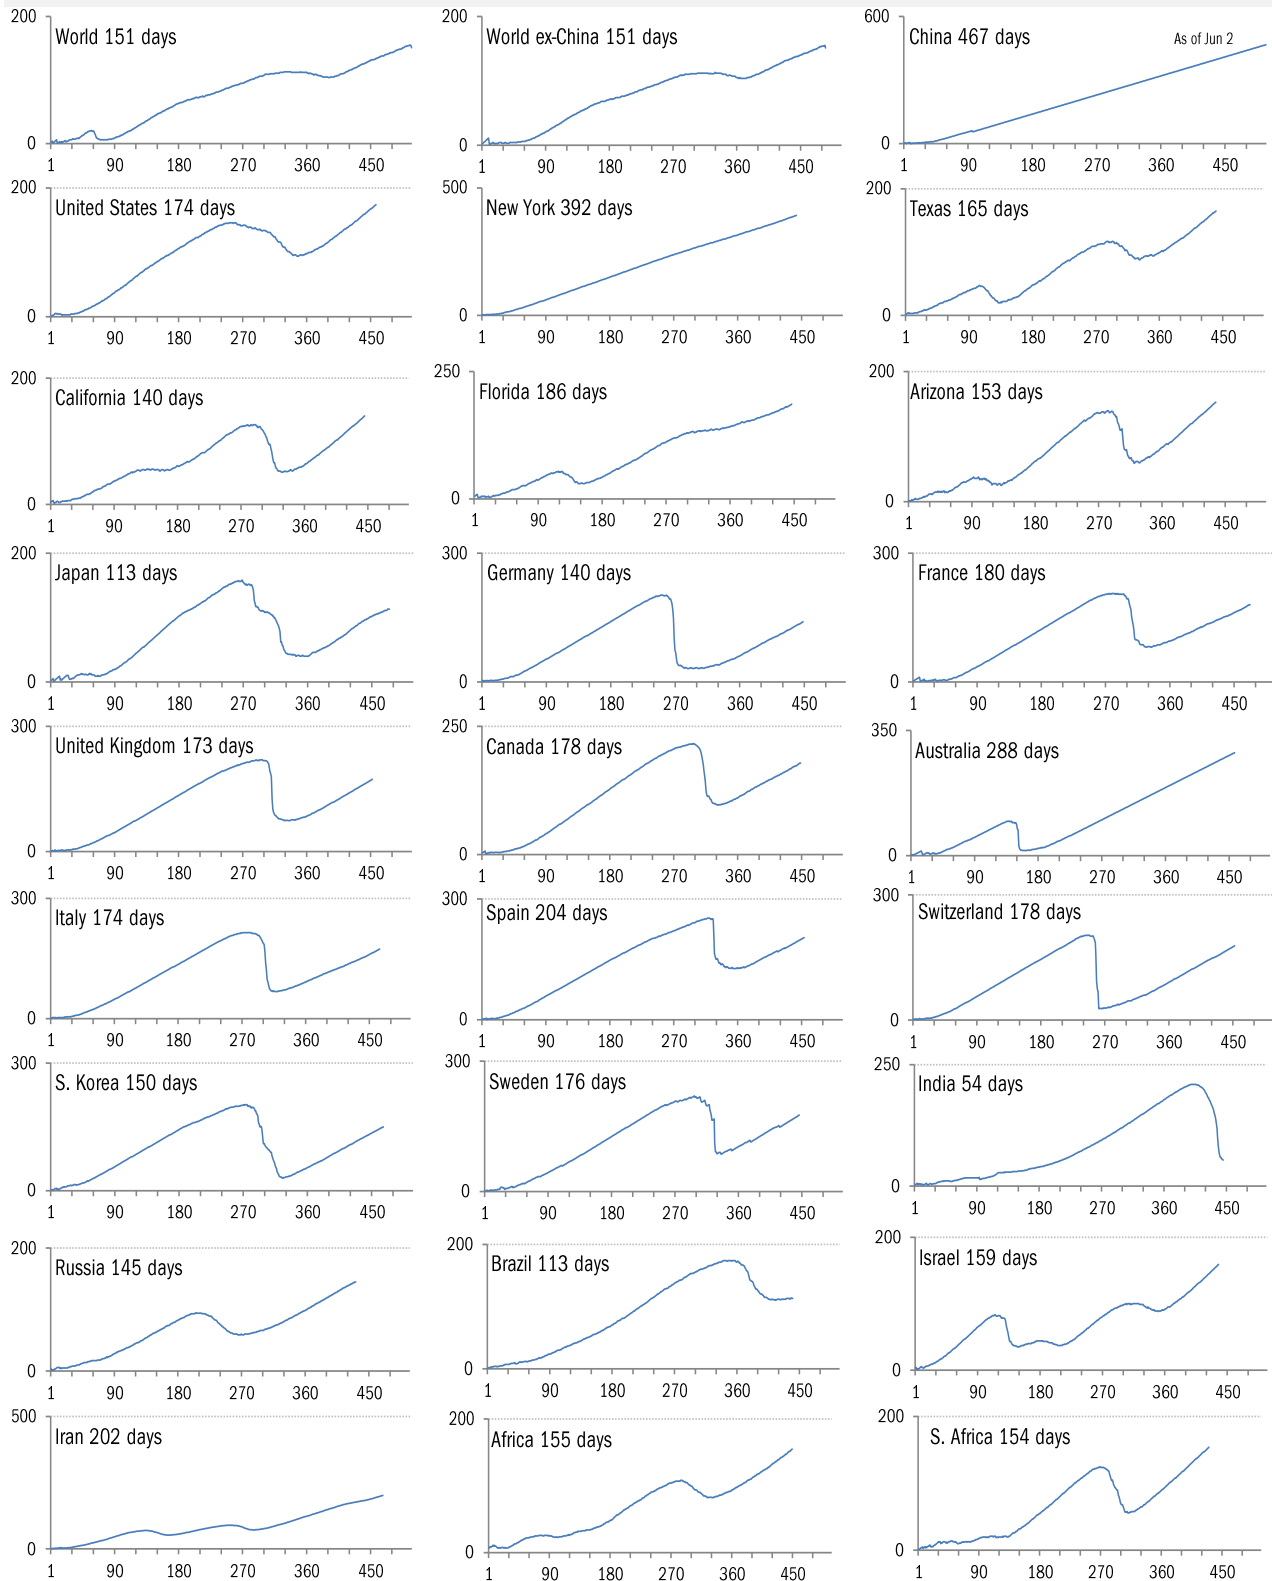 World 151 days
200
0
1 90 180 270 360 450
World ex-China 151 days
200
0
1 90 180 270 360 450
China 467 days
As of Jun 2
600
0
1 90 180 270 360 450
United States 174 days
200
0
1 90 180 270 360 450
New York 392 days
500
0
1 90 180 270 360 450
Texas 165 days
200
0
1 90 180 270 360 450
California 140 days
200
0
1 90 180 270 360 450
Florida 186 days
250
0
1 90 180 270 360 450
Arizona 153 days
200
0
1 90 180 270 360 450
Japan 113 days
200
0
1 90 180 270 360 450
Germany 140 days
300
0
1 90 180 270 360 450
France 180 days
300
0
1 90 180 270 360 450
United Kingdom 173 days
300
0
1 90 180 270 360 450
Canada 178 days
250
0
1 90 180 270 360 450
Australia 288 days
350
0
1 90 180 270 360 450
Italy 174 days
300
0
1 90 180 270 360 450
Spain 204 days
300
0
1 90 180 270 360 450
Switzerland 178 days
300
0
1 90 180 270 360 450
S. Korea 150 days
300
0
1 90 180 270 360 450
Sweden 176 days
300
0
1 90 180 270 360 450
India 54 days
250
0
1 90 180 270 360 450
Russia 145 days
200
0
1 90 180 270 360 450
Brazil 113 days
200
0
1 90 180 270 360 450
Israel 159 days
200
0
1 90 180 270 360 450
Iran 202 days
500
0
1 90 180 270 360 450
Africa 155 days
200
0
1 90 180 270 360 450
S. Africa 154 days
200
0
1 90 180 270 360 450